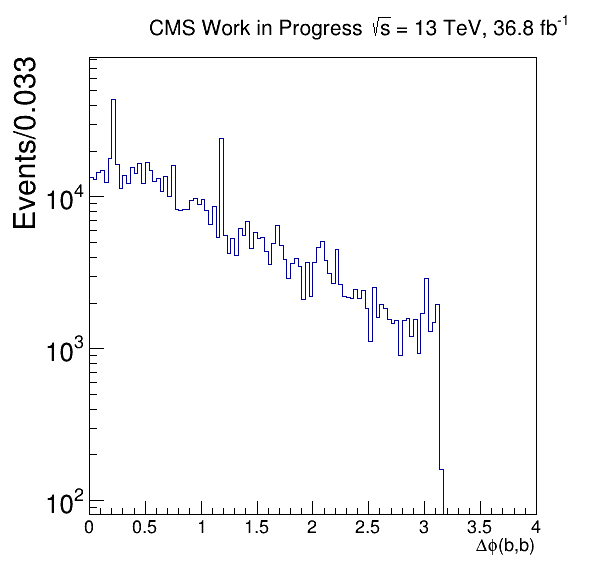 CMS Work in Progress √s = 13 TeV, 36.8 fb⁻¹
Events/0.033
10⁴
10³
10²
0 0.5 1 1.5 2 2.5 3 3.5 4
Δϕ(b,b)